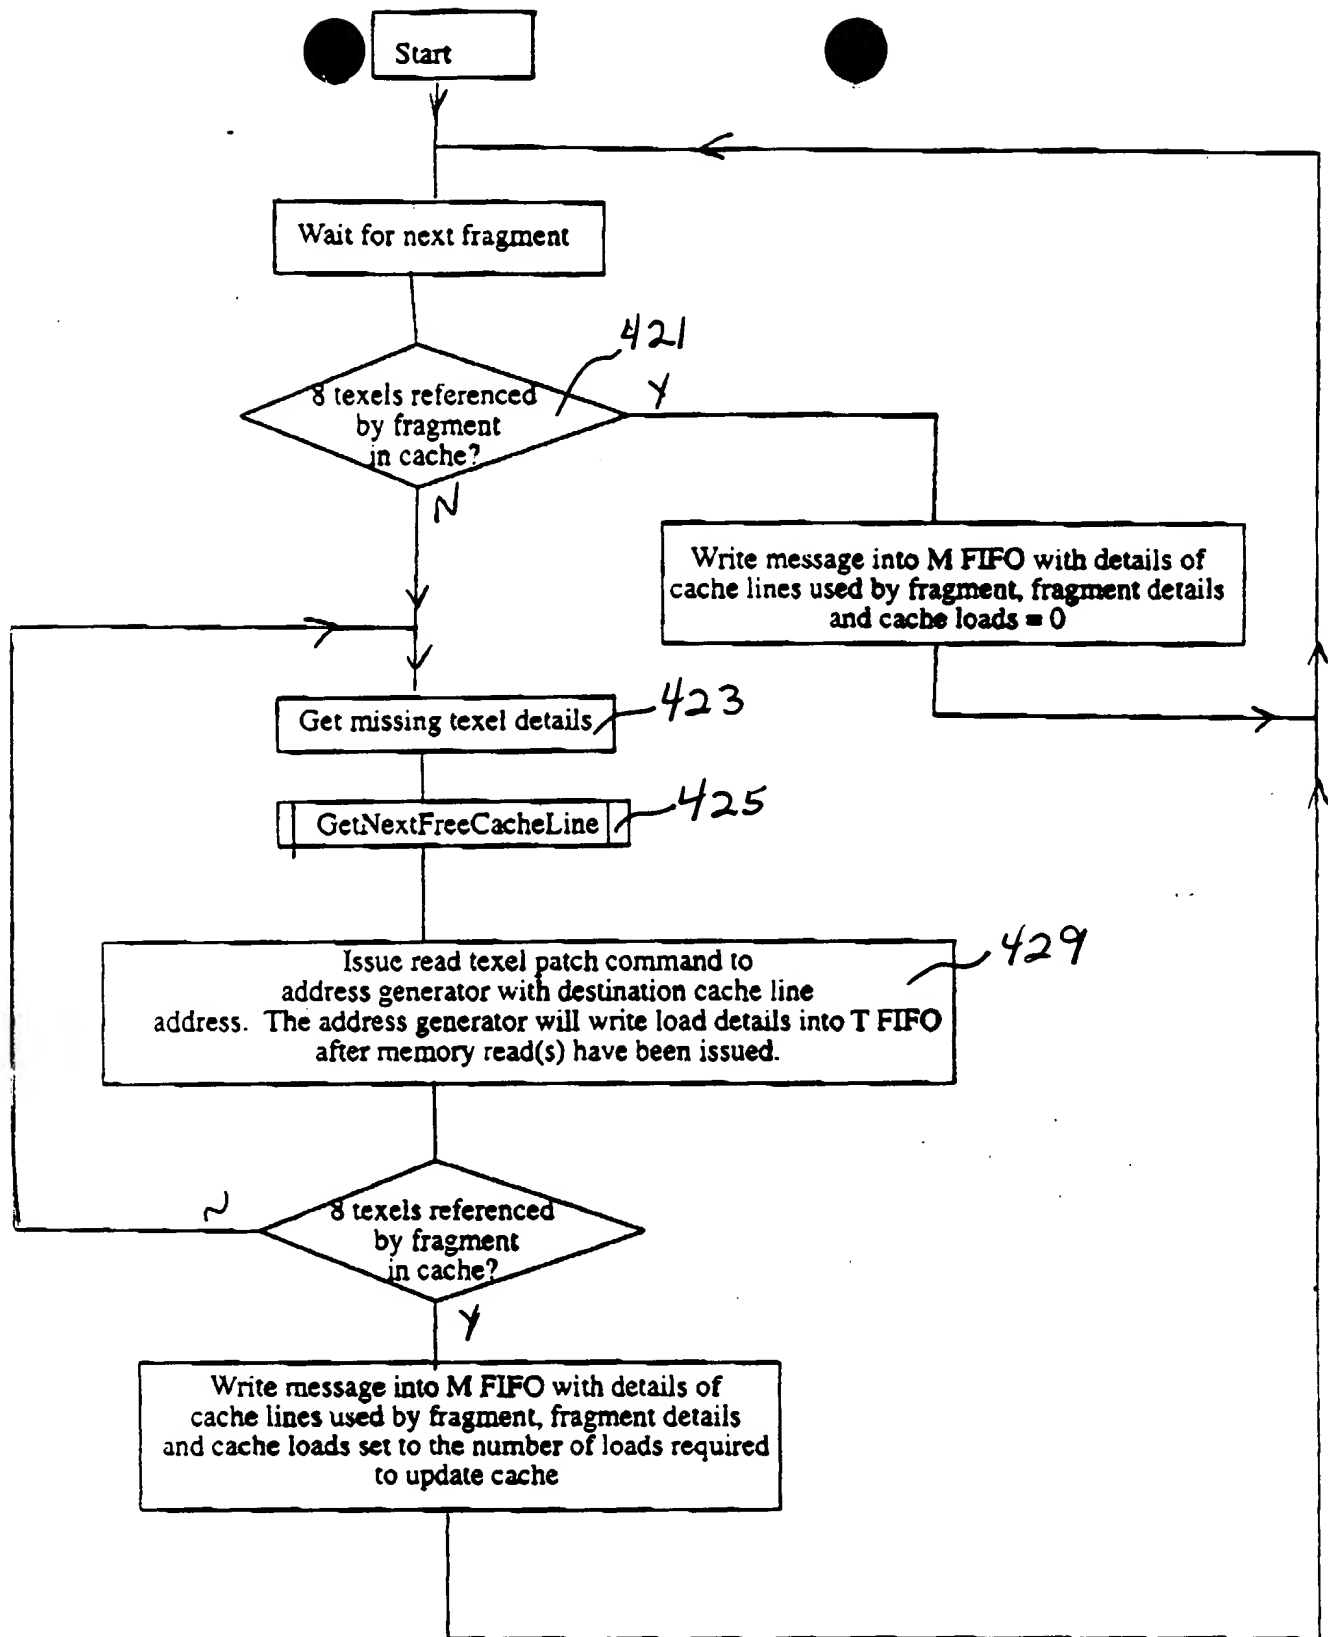 Start
Wait for next fragment
421
8 texels referenced
by fragment
in cache?
Y
N
Write message into M FIFO with details of
cache lines used by fragment, fragment details
and cache loads = 0
Get missing texel details
423
GetNextFreeCacheLine
425
Issue read texel patch command to
address generator with destination cache line
address. The address generator will write load details into T FIFO
after memory read(s) have been issued.
429
N
8 texels referenced
by fragment
in cache?
Y
Write message into M FIFO with details of
cache lines used by fragment, fragment details
and cache loads set to the number of loads required
to update cache